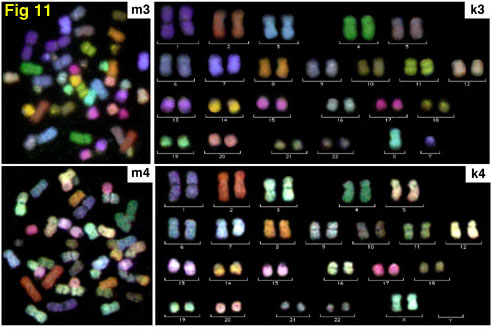 Fig 11
m3
k3
1 2 3 4 5
6 7 8 9 10 11 12
13 14 15 16 17 18
19 20 21 22 X Y
m4
k4
2 3 4 5
6 7 8 9 10 11 12
13 14 15 16 17 18
19 20 21 22 X Y